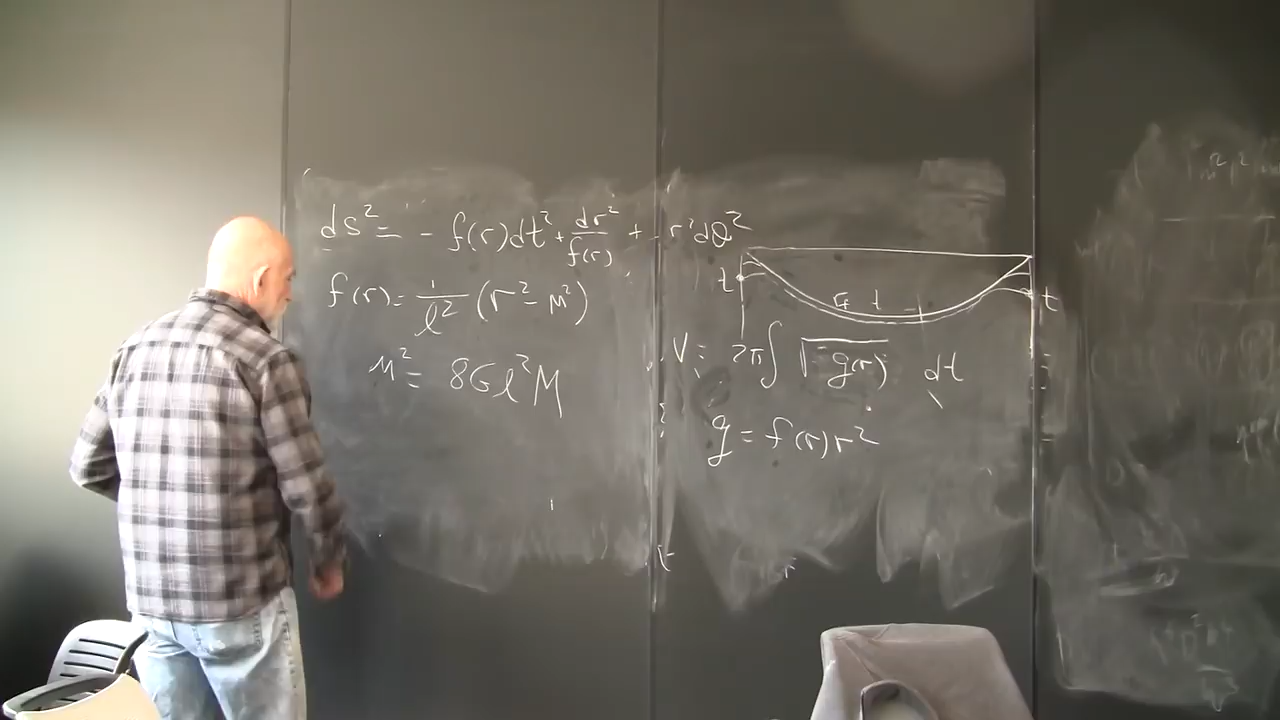 ds² = - f(r)dt² + dr²/f(r) + r²dθ²
f(r) = 1/ℓ² (r² - μ²)
μ² = 8Gℓ²M
t
t
t
V = 2π∫√-g(r) dt
g = f(r)r²